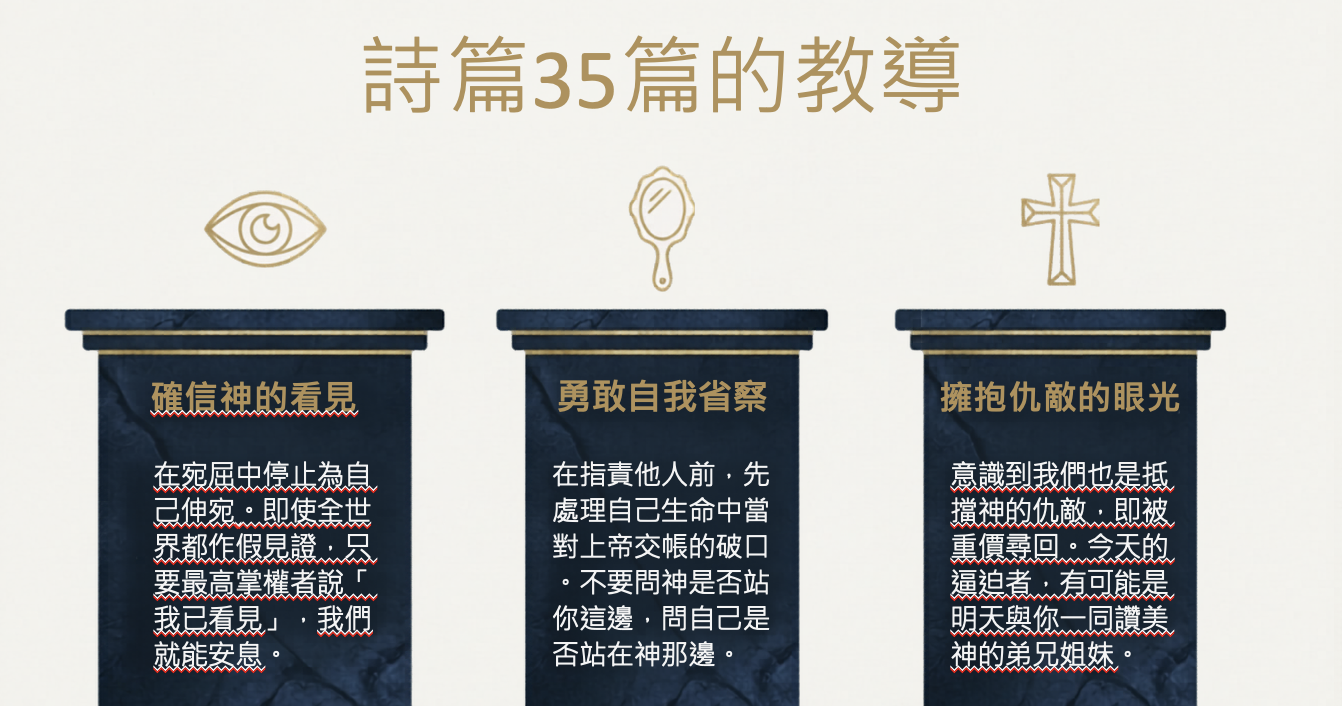 詩篇35篇的教導
確信神的看見
在宛屈中停止為自
己伸宛。即使全世
界都作假見證，只
要最高掌權者說「
我已看見」，我們
就能安息。
勇敢自我省察
在指責他人前，先
處理自己生命中當
對上帝交帳的破口
。不要問神是否站
你這邊，問自己是
否站在神那邊。
擁抱仇敵的眼光
意識到我們也是抵
擋神的仇敵，即被
重價尋回。今天的
逼迫者，有可能是
明天與你一同讚美
神的弟兄姐妹。